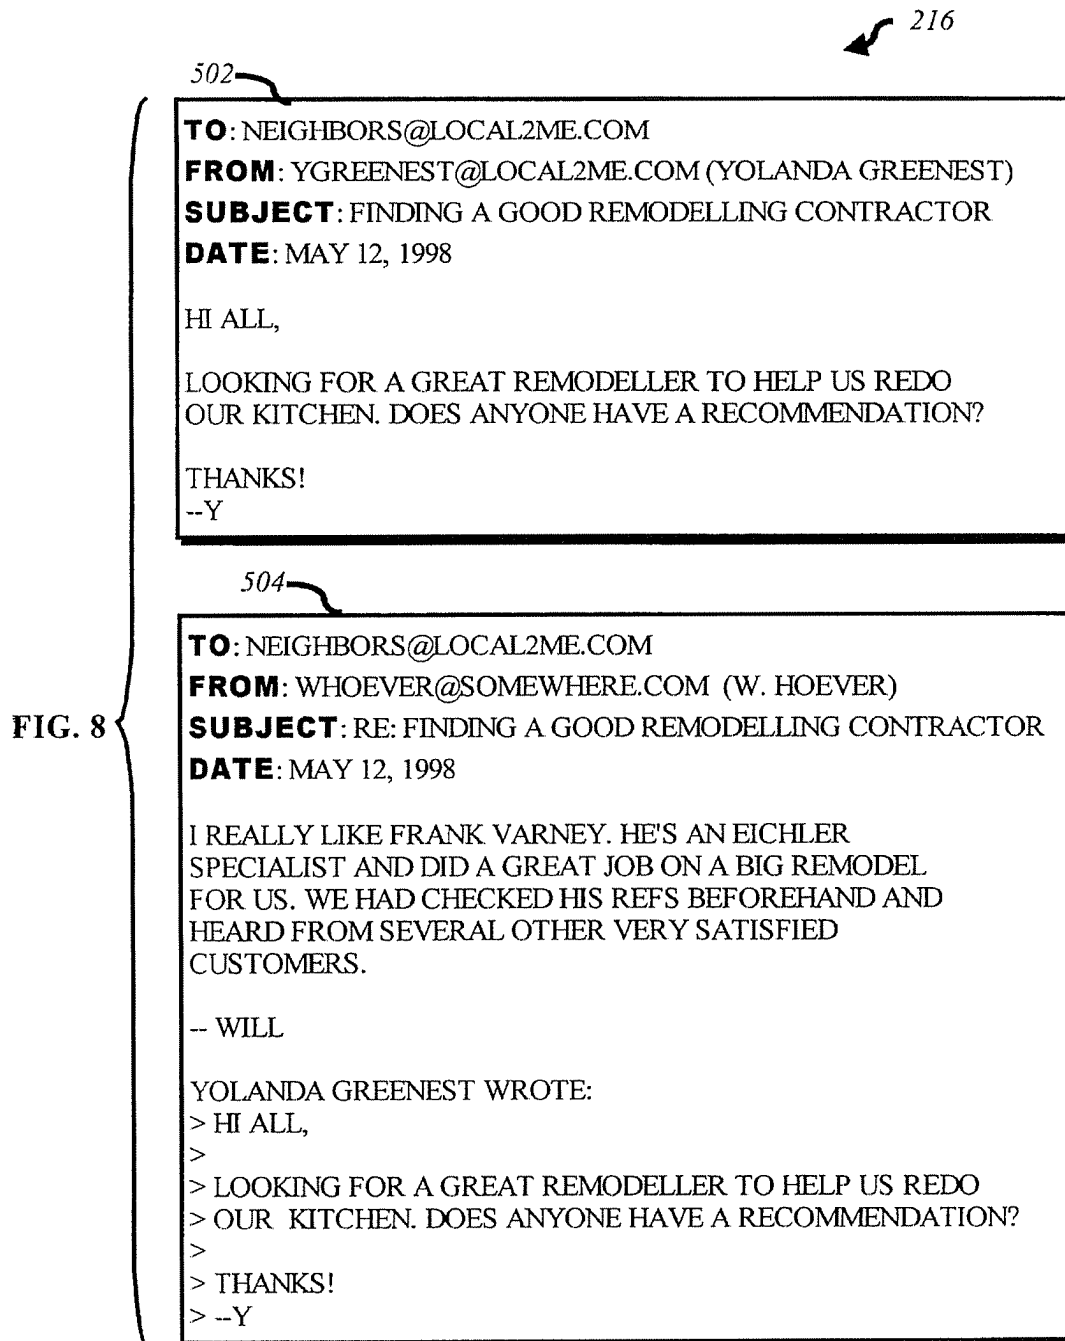 216
502
TO: NEIGHBORS@LOCAL2ME.COM
FROM: YGREENEST@LOCAL2ME.COM (YOLANDA GREENEST)
SUBJECT: FINDING A GOOD REMODELLING CONTRACTOR
DATE: MAY 12, 1998
HI ALL,
LOOKING FOR A GREAT REMODELLER TO HELP US REDO
OUR KITCHEN. DOES ANYONE HAVE A RECOMMENDATION?
THANKS!
--Y
504
TO: NEIGHBORS@LOCAL2ME.COM
FROM: WHOEVER@SOMEWHERE.COM (W. HOEVER)
FIG. 8
SUBJECT: RE: FINDING A GOOD REMODELLING CONTRACTOR
DATE: MAY 12, 1998
I REALLY LIKE FRANK VARNEY. HE'S AN EICHLER
SPECIALIST AND DID A GREAT JOB ON A BIG REMODEL
FOR US. WE HAD CHECKED HIS REFS BEFOREHAND AND
HEARD FROM SEVERAL OTHER VERY SATISFIED
CUSTOMERS.
-- WILL
YOLANDA GREENEST WROTE:
> HI ALL,
>
> LOOKING FOR A GREAT REMODELLER TO HELP US REDO
> OUR KITCHEN. DOES ANYONE HAVE A RECOMMENDATION?
>
> THANKS!
> --Y